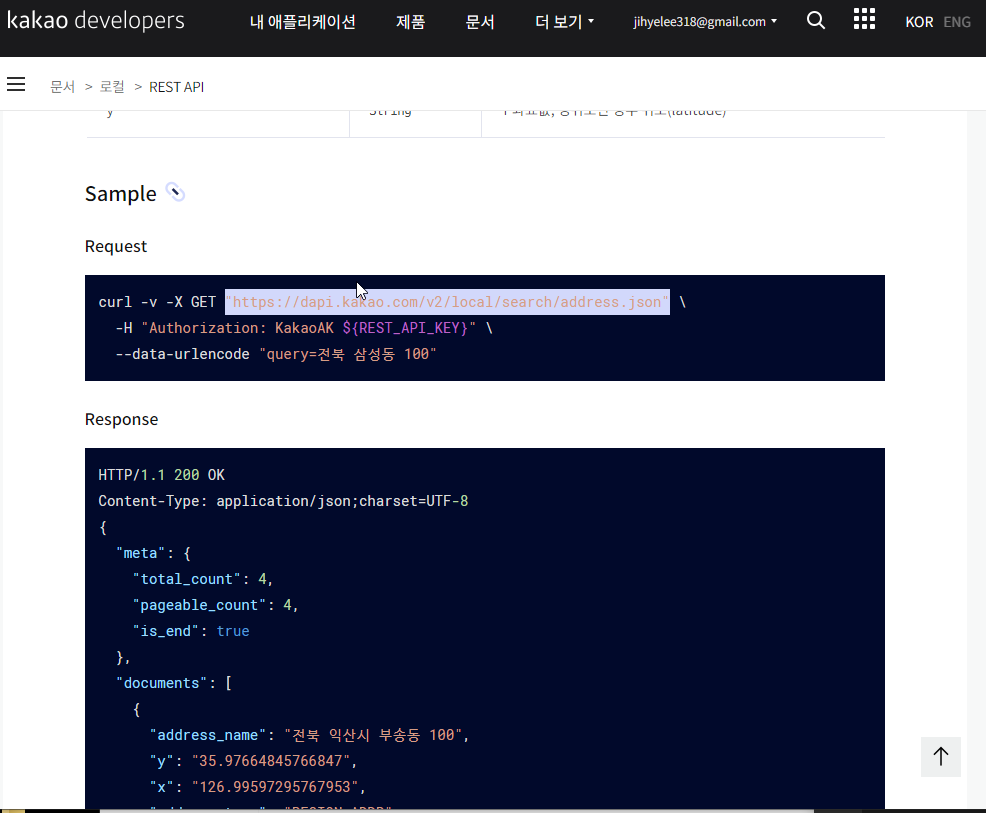 kakao developers 내 애플리케이션 제품 문서 더 보기 jihyelee318@gmail.com KOR ENG
문서 > 로컬 > REST API
y String (latitude)
Sample
Request
curl -v -X GET "https://dapi.kakao.com/v2/local/search/address.json" \
-H "Authorization: KakaoAK ${REST_API_KEY}" \
--data-urlencode "query=전북 삼성동 100"
Response
HTTP/1.1 200 OK
Content-Type: application/json;charset=UTF-8
{
"meta": {
"total_count": 4,
"pageable_count": 4,
"is_end": true
},
"documents": [
{
"address_name": "전북 익산시 부송동 100",
"y": "35.97664845766847",
"x": "126.99597295767953",